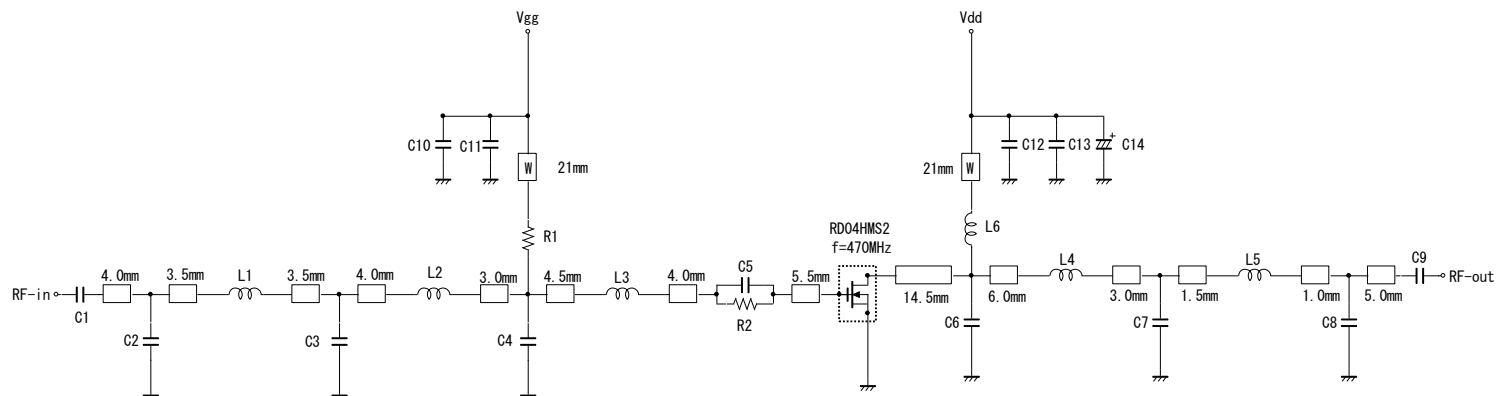 Vgg
Vdd
C10
C11
C12
C13
+
C14
W
21mm
21mm
W
R1
L6
RD04HMS2
f=470MHz
RF-in
C1
4.0mm
3.5mm
L1
3.5mm
4.0mm
L2
3.0mm
4.5mm
L3
4.0mm
C5
R2
5.5mm
14.5mm
6.0mm
L4
3.0mm
1.5mm
L5
1.0mm
5.0mm
C9
RF-out
C2
C3
C4
C6
C7
C8